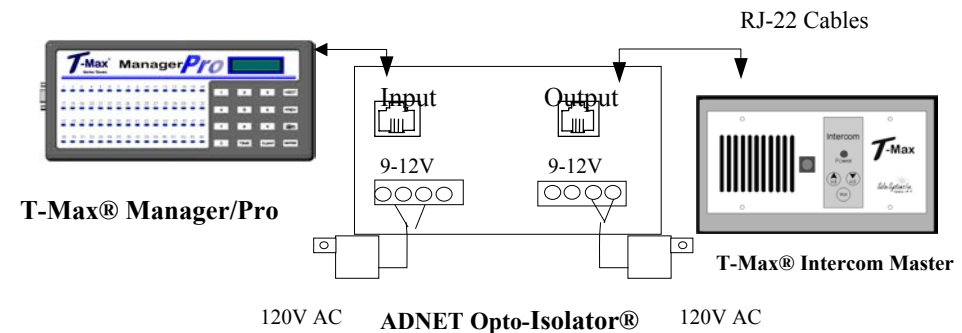 RJ-22 Cables
T-Max Manager Pro
Input
Output
Intercom
Power
T-Max
9-12V
9-12V
T-Max® Manager/Pro
T-Max® Intercom Master
120V AC
ADNET Opto-Isolator®
120V AC